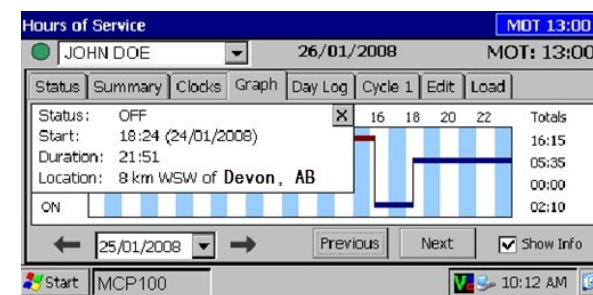 Hours of Service
MDT 13:00
JOHN DOE
26/01/2008
MOT: 13:00
Status Summary Clocks Graph Day Log Cycle 1 Edit Load
Status: OFF
Start: 18:24 (24/01/2008)
Duration: 21:51
Location: 8 km WSW of Devon, AB
16 18 20 22 Totals
16:15
05:35
00:00
ON 02:10
25/01/2008 Previous Next Show Info
Start MCP100 10:12 AM